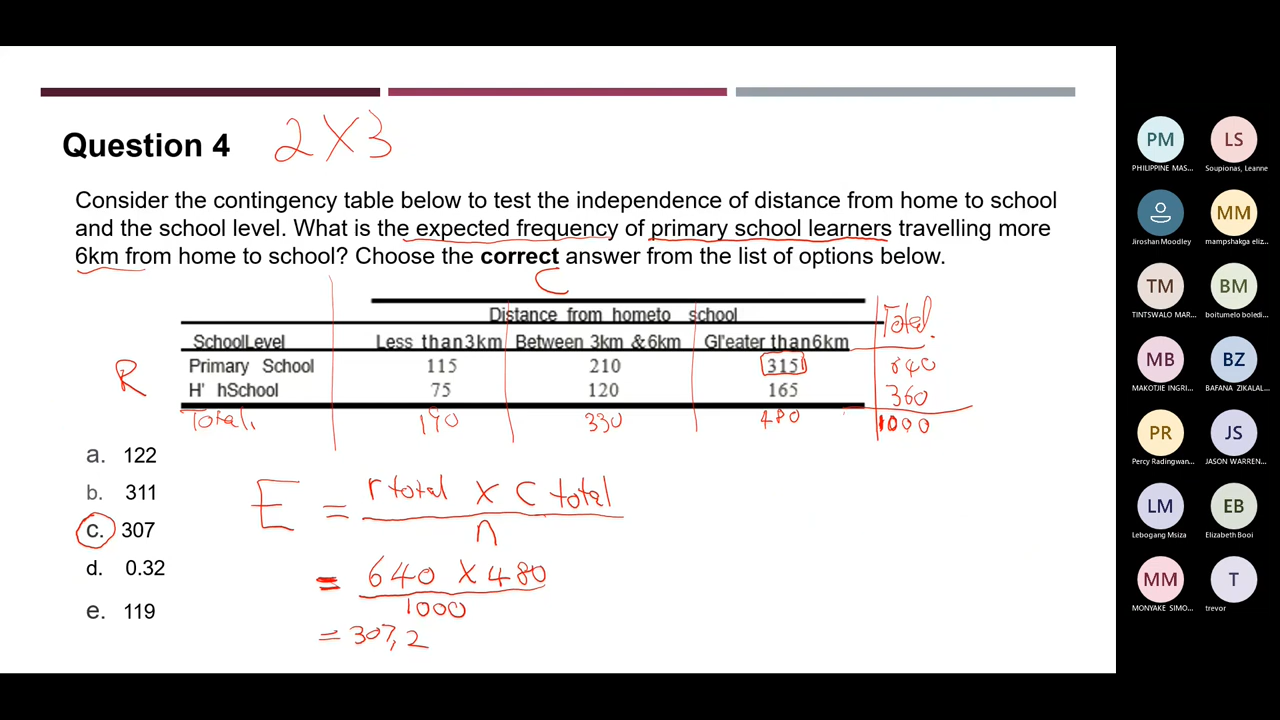 Question 4 2 X 3
Consider the contingency table below to test the independence of distance from home to school
and the school level. What is the expected frequency of primary school learners travelling more
6km from home to school? Choose the correct answer from the list of options below.
C
Distance from hometo school Total
SchoolLevel Less than3km Between 3km &6km Gl'eater than6km
R Primary School 115 210 315 640
H' hSchool 75 120 165 360
Total. 190 330 480 1000
a. 122
b. 311
c. 307
d. 0.32
e. 119
E = r total x c total
n
= 640 x 480
1000
= 307,2
PM LS
PHILIPPINE MAS... Soupionas, Leanne
MM
Jiroshan Moodley mampshakga eliz...
TM BM
TINTSWALO MAR... boitumelo boledi...
MB BZ
MAKOTJIE INGRI... BAFANA ZIKALAL...
PR JS
Percy Radingwan... JASON WARREN...
LM EB
Lebogang Msiza Elizabeth Booi
MM T
MONYAKE SIMO... trevor